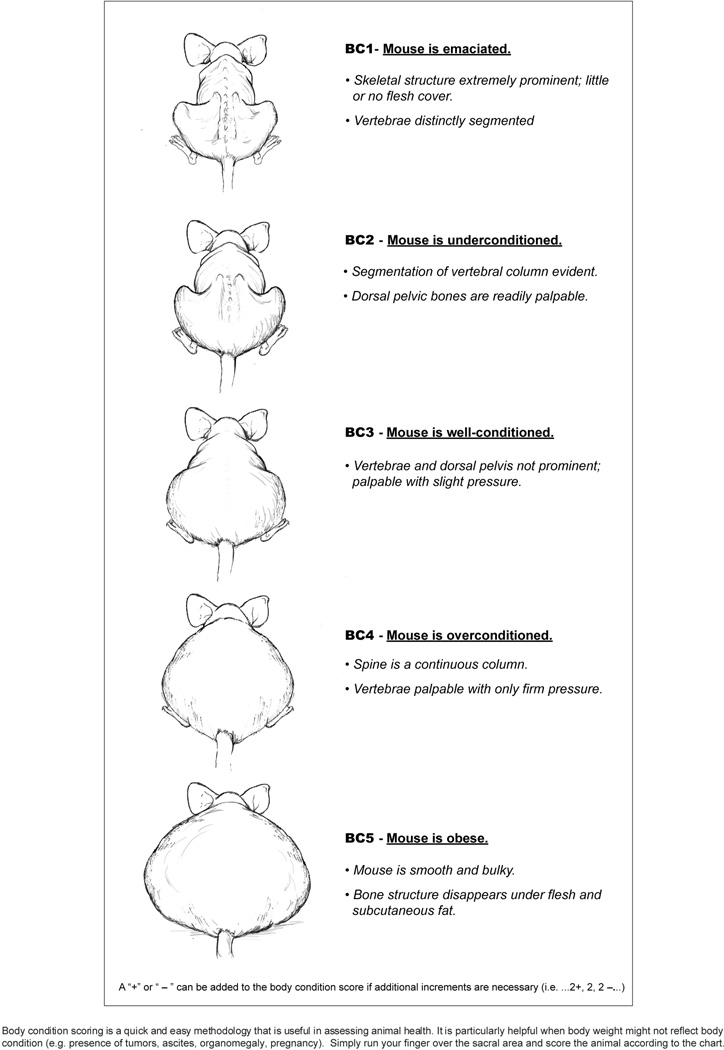 BC1- Mouse is emaciated.
• Skeletal structure extremely prominent; little
or no flesh cover.
• Vertebrae distinctly segmented
BC2 - Mouse is underconditioned.
• Segmentation of vertebral column evident.
• Dorsal pelvic bones are readily palpable.
BC3 - Mouse is well-conditioned.
• Vertebrae and dorsal pelvis not prominent;
palpable with slight pressure.
BC4 - Mouse is overconditioned.
• Spine is a continuous column.
• Vertebrae palpable with only firm pressure.
BC5 - Mouse is obese.
• Mouse is smooth and bulky.
• Bone structure disappears under flesh and
subcutaneous fat.
A “+” or “ – ” can be added to the body condition score if additional increments are necessary (i.e. ...2+, 2, 2 –...)
Body condition scoring is a quick and easy methodology that is useful in assessing animal health. It is particularly helpful when body weight might not reflect body
condition (e.g. presence of tumors, ascites, organomegaly, pregnancy). Simply run your finger over the sacral area and score the animal according to the chart.